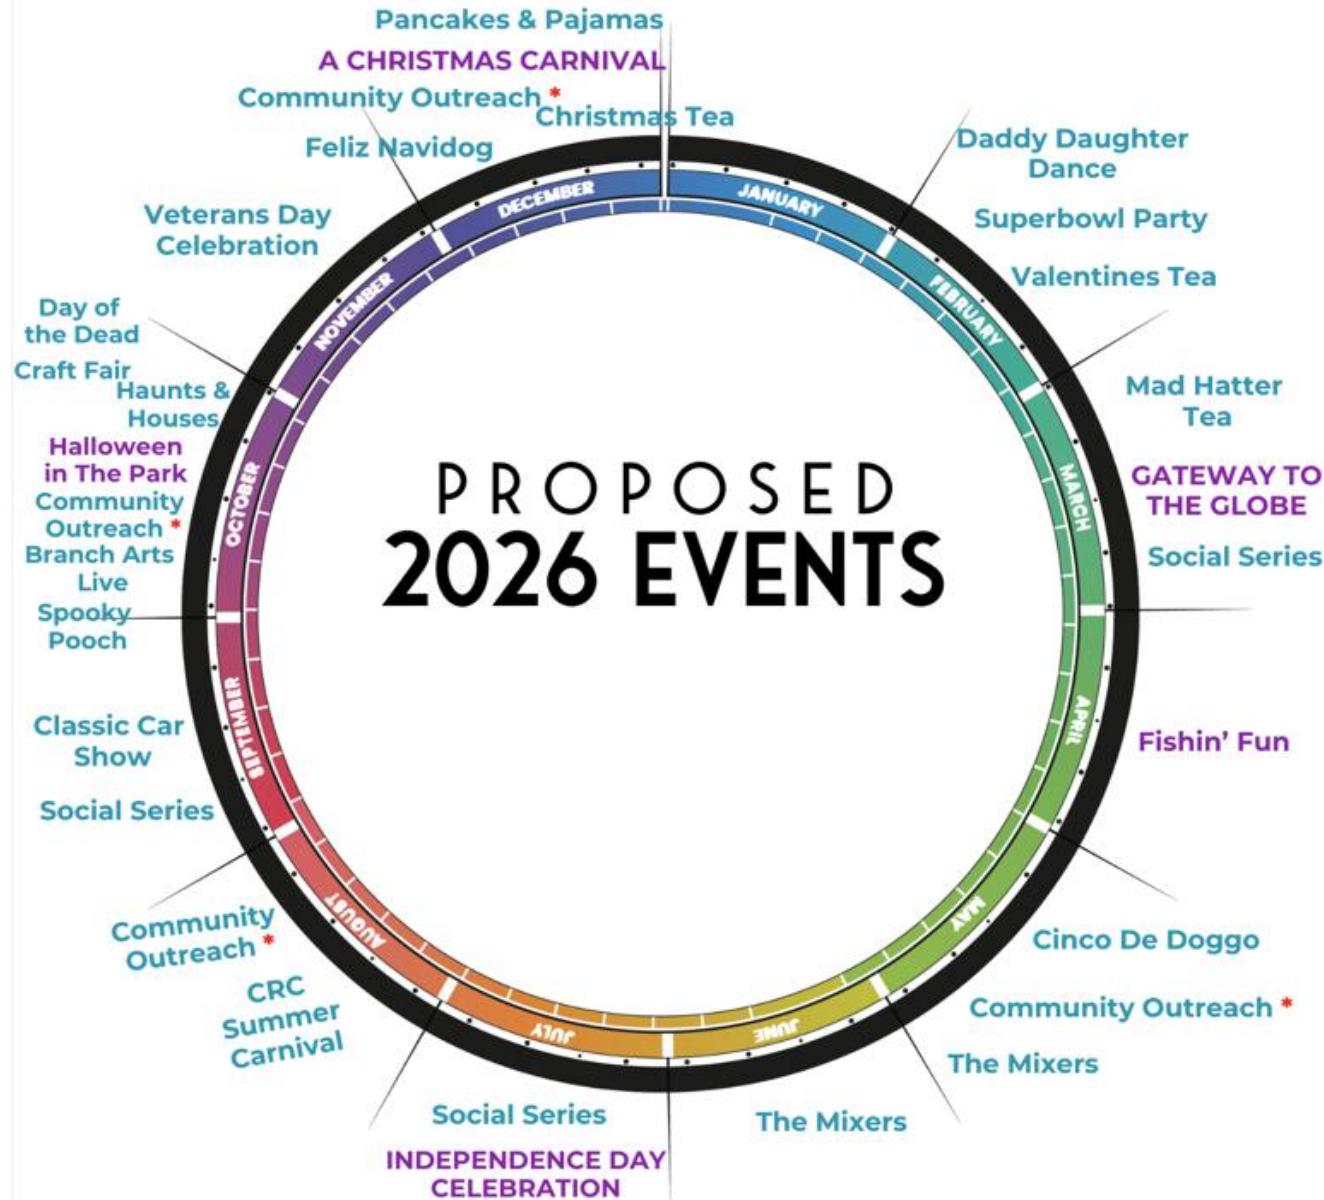 Pancakes & Pajamas
A CHRISTMAS CARNIVAL
Community Outreach *
Christmas Tea
Feliz Navidog
Daddy Daughter
Dance
Superbowl Party
Valentines Tea
Mad Hatter
Tea
GATEWAY TO
THE GLOBE
Social Series
Fishin’ Fun
Cinco De Doggo
Community Outreach *
The Mixers
The Mixers
Social Series
INDEPENDENCE DAY
CELEBRATION
CRC
Summer
Carnival
Community
Outreach *
Social Series
Classic Car
Show
Spooky
Pooch
Branch Arts
Live
Community
Outreach *
Halloween
in The Park
Haunts &
Houses
Craft Fair
Day of
the Dead
Veterans Day
Celebration
JANUARY
FEBRUARY
MARCH
APRIL
MAY
JUNE
JULY
AUGUST
SEPTEMBER
OCTOBER
NOVEMBER
DECEMBER
PROPOSED
2026 EVENTS